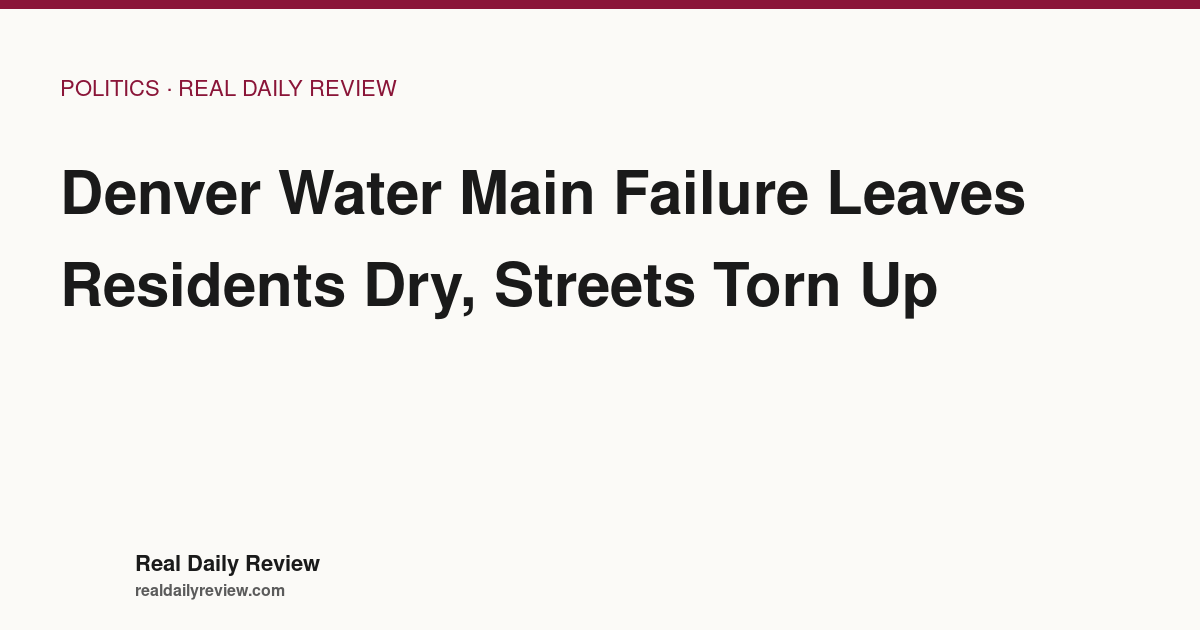 POLITICS · REAL DAILY REVIEW
Denver Water Main Failure Leaves
Residents Dry, Streets Torn Up
Real Daily Review
realdailyreview.com